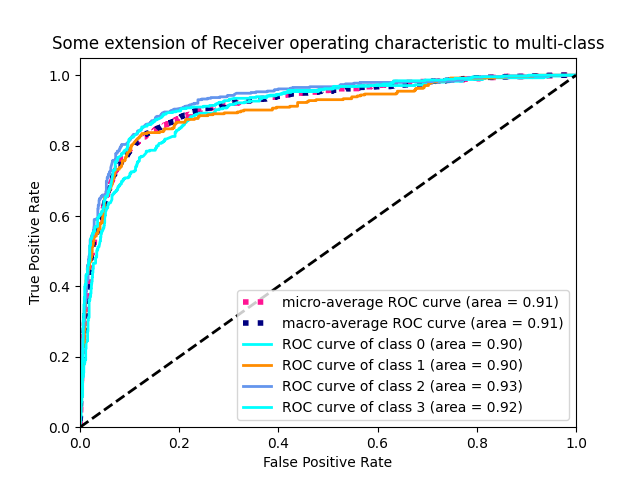 Some extension of Receiver operating characteristic to multi-class
1.0
0.8
0.6
0.4
0.2
0.0
True Positive Rate
micro-average ROC curve (area = 0.91)
macro-average ROC curve (area = 0.91)
ROC curve of class 0 (area = 0.90)
ROC curve of class 1 (area = 0.90)
ROC curve of class 2 (area = 0.93)
ROC curve of class 3 (area = 0.92)
0.0 0.2 0.4 0.6 0.8 1.0
False Positive Rate